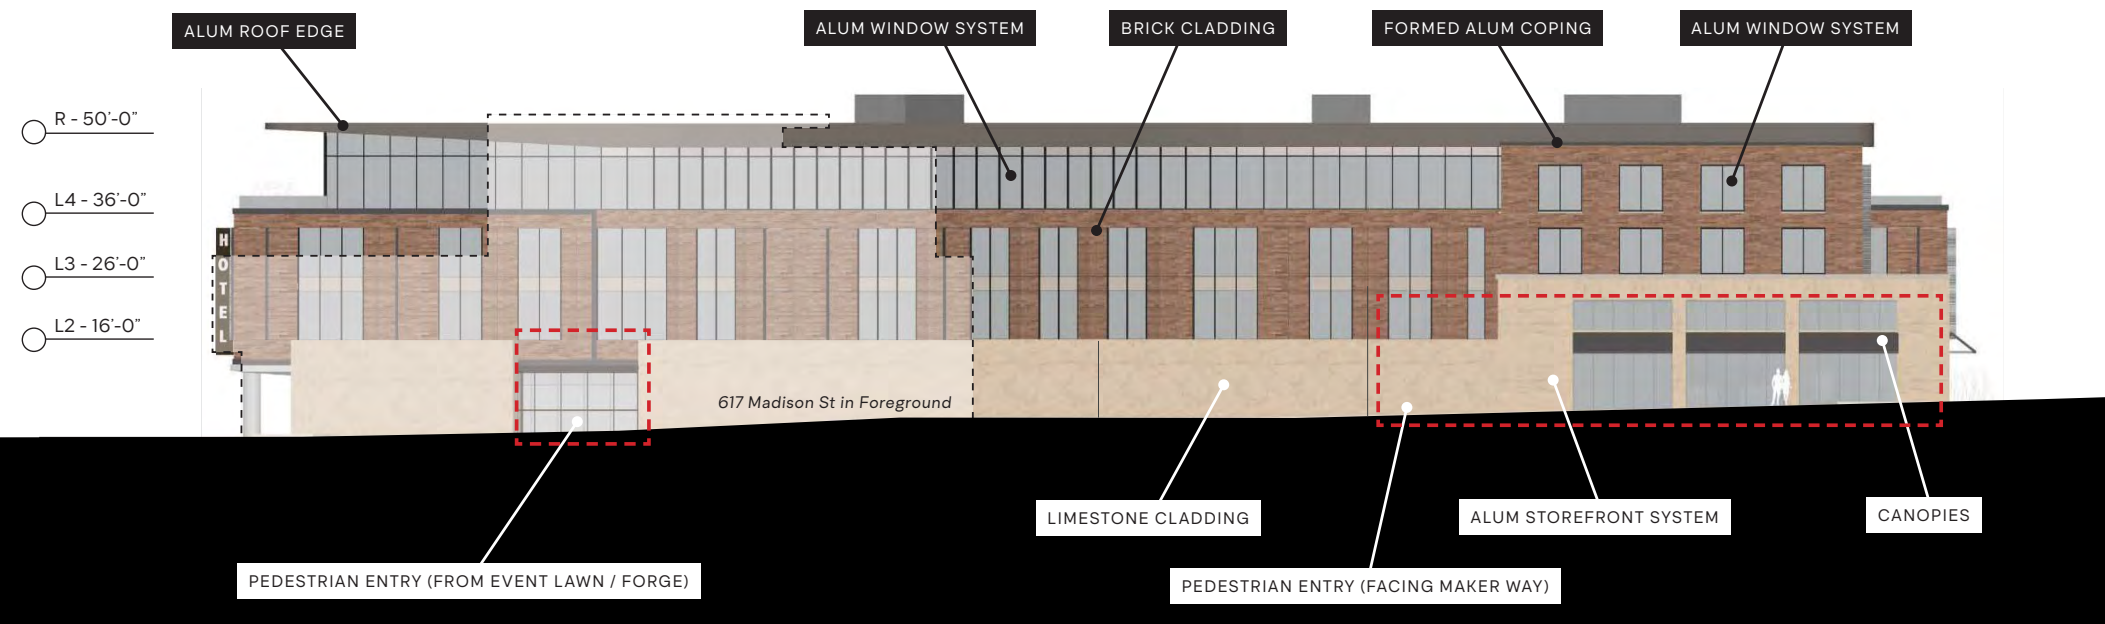 ALUM ROOF EDGE
ALUM WINDOW SYSTEM
BRICK CLADDING
FORMED ALUM COPING
ALUM WINDOW SYSTEM
R - 50'-0"
L4 - 36'-0"
L3 - 26'-0"
L2 - 16'-0"
HOTEL
617 Madison St in Foreground
LIMESTONE CLADDING
ALUM STOREFRONT SYSTEM
CANOPIES
PEDESTRIAN ENTRY (FROM EVENT LAWN / FORGE)
PEDESTRIAN ENTRY (FACING MAKER WAY)